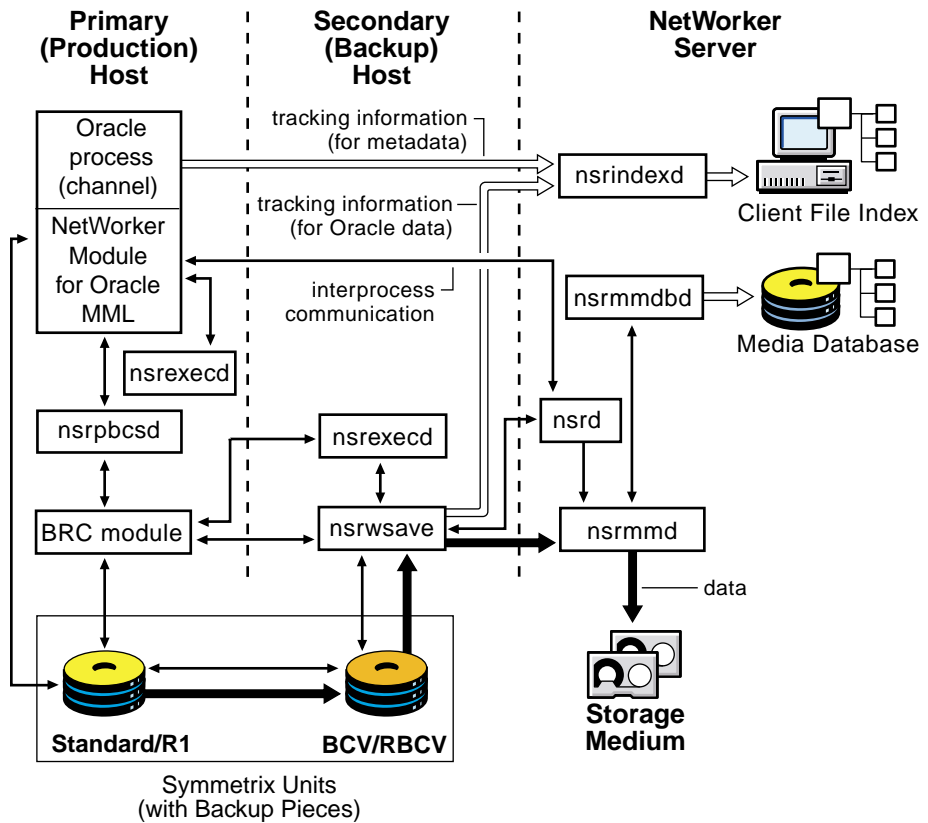 Primary
(Production)
Host
Secondary
(Backup)
Host
NetWorker
Server
Oracle
process
(channel)
NetWorker
Module
for Oracle
MML
tracking information
(for metadata)
tracking information
(for Oracle data)
interprocess
communication
nsrindexd
Client File Index
nsrmmdbd
Media Database
nsrexecd
nsrpbcsd
nsrexecd
nsrd
BRC module
nsrwsave
nsrmmd
data
Standard/R1
BCV/RBCV
Storage
Medium
Symmetrix Units
(with Backup Pieces)